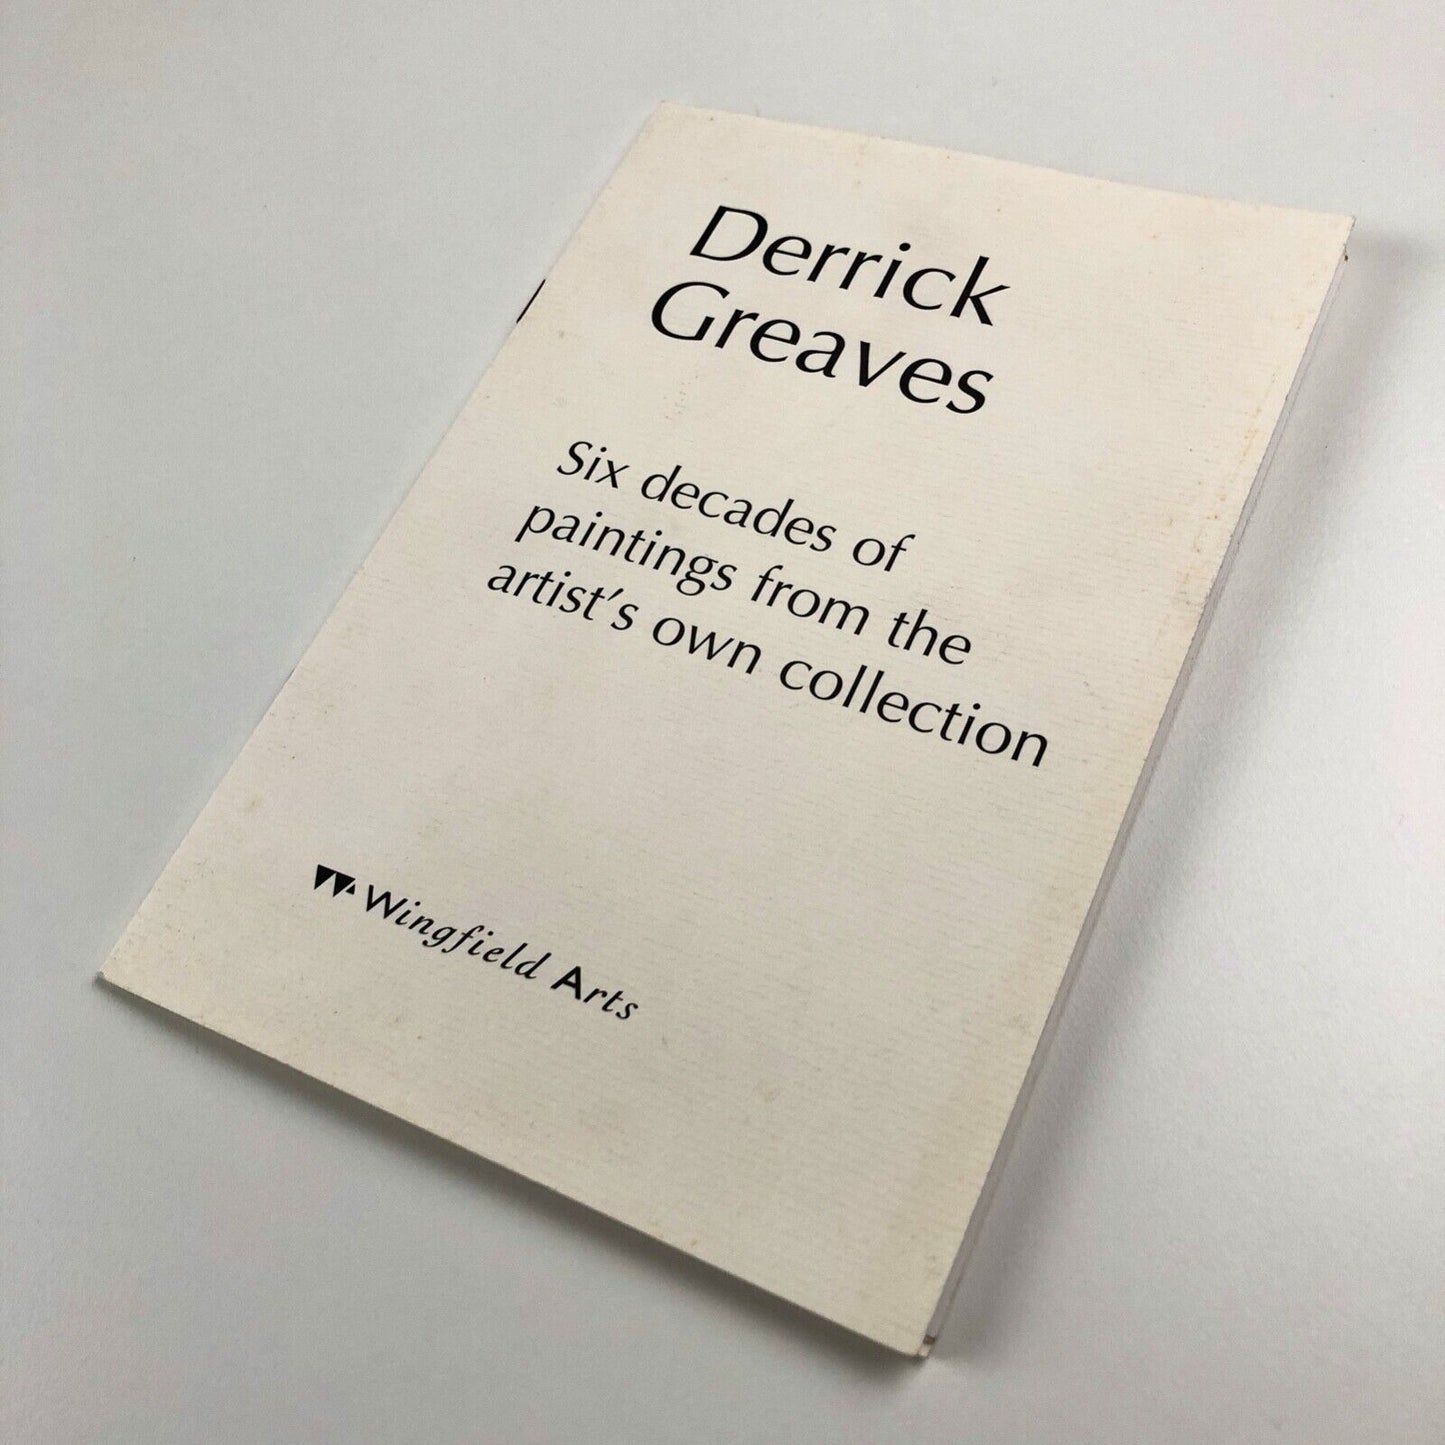 Derrick
Greaves
Six decades of
paintings from the
artist's own collection
Wingfield Arts